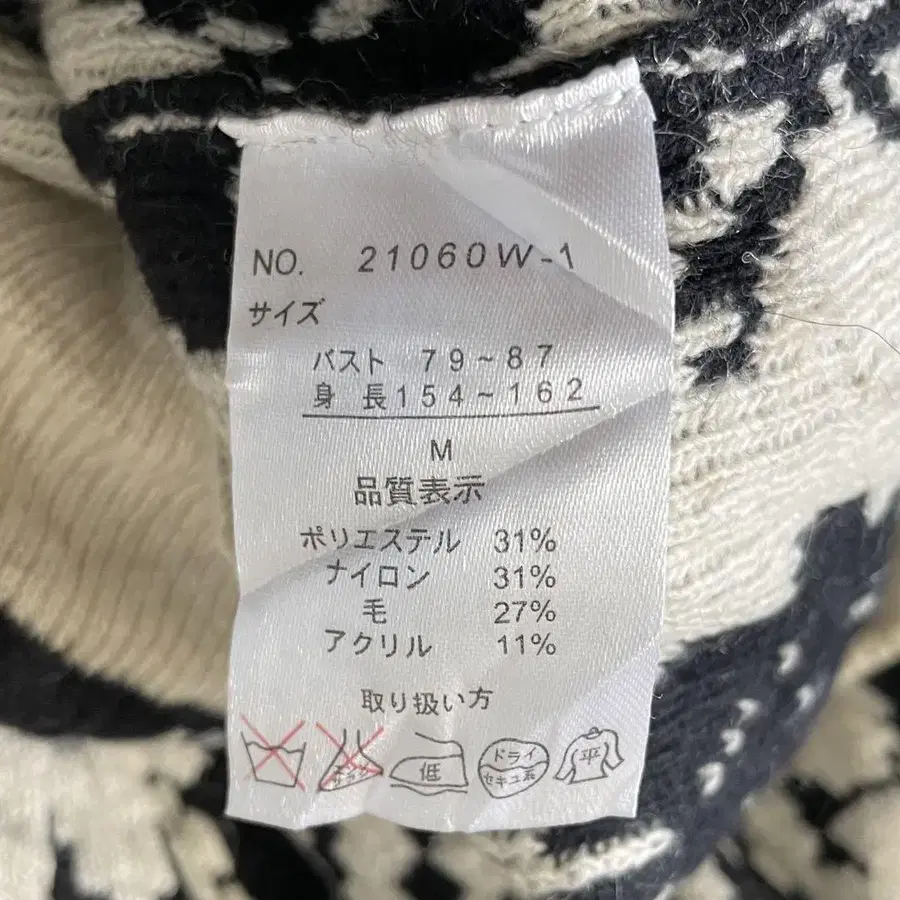 NO. 21060W-1
サイズ
バスト 79~87
身 長154~162
M
品質表示
ポリエステル 31%
ナイロン 31%
毛 27%
アクリル 11%
取り扱い方
低
ドライ
セキユ系
平